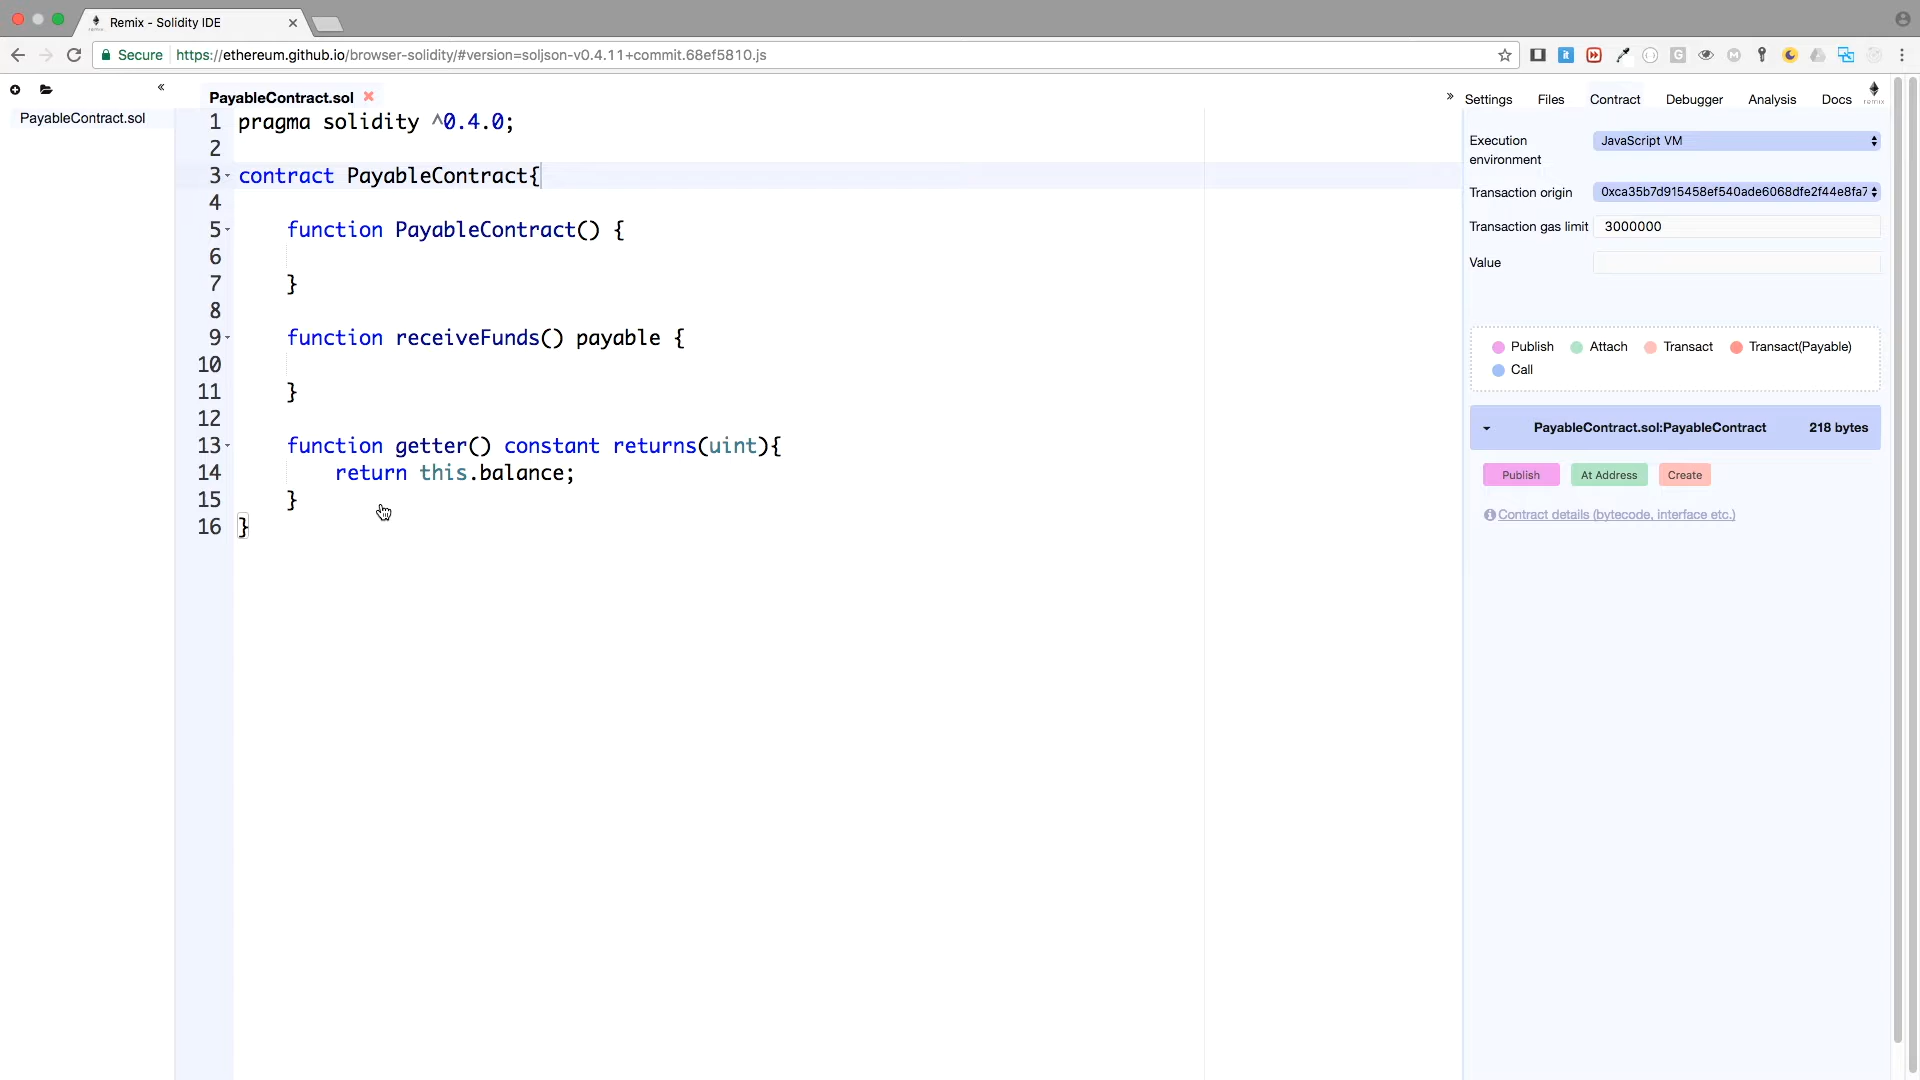 Remix - Solidity IDE
Secure https://ethereum.github.io/browser-solidity/#version=soljson-v0.4.11+commit.68ef5810.js
PayableContract.sol
PayableContract.sol
1 pragma solidity ^0.4.0;
2
3 contract PayableContract{
4
5 function PayableContract() {
6
7 }
8
9 function receiveFunds() payable {
10
11 }
12
13 function getter() constant returns(uint){
14 return this.balance;
15 }
16 }
Settings Files Contract Debugger Analysis Docs remix
Execution environment JavaScript VM
Transaction origin 0xca35b7d915458ef540ade6068dfe2f44e8fa7
Transaction gas limit 3000000
Value
Publish Attach Transact Transact(Payable)
Call
PayableContract.sol:PayableContract 218 bytes
Publish At Address Create
Contract details (bytecode, interface etc.)